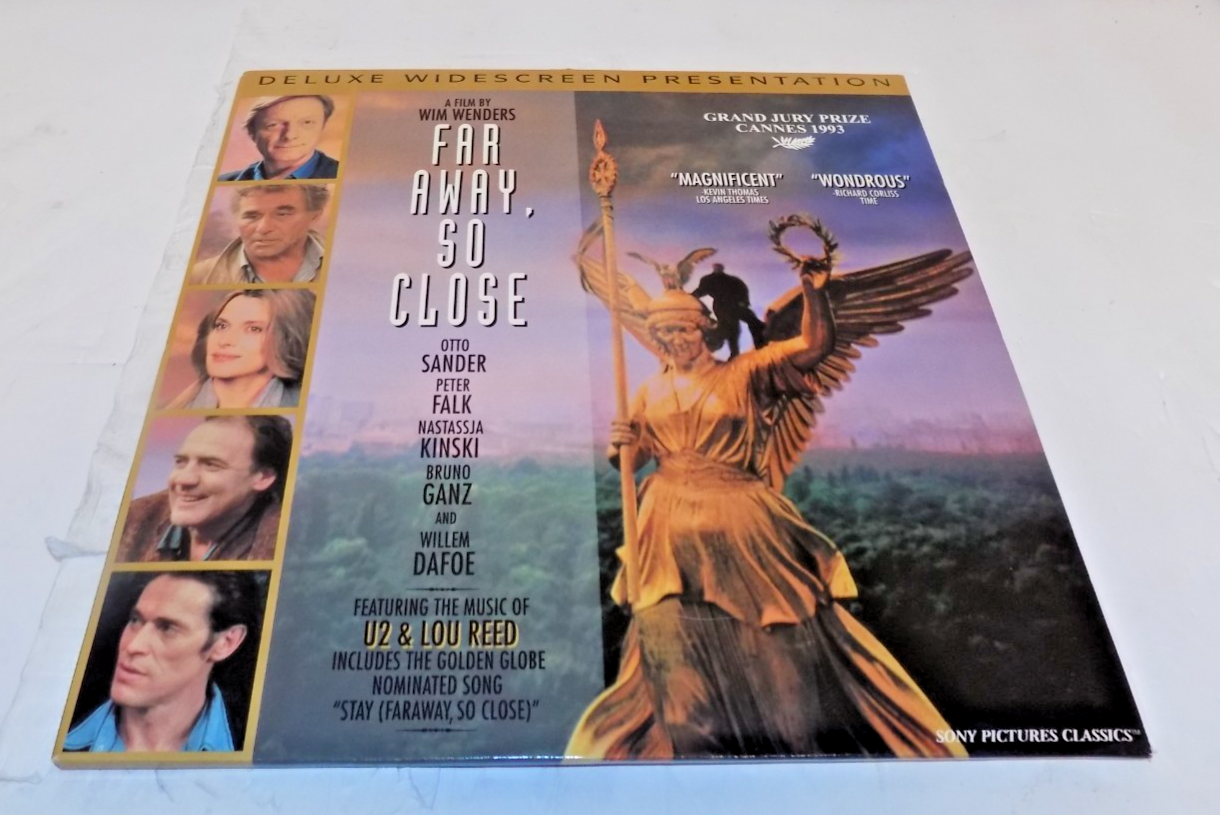 DELUXE WIDESCREEN PRESENTATION
A FILM BY
WIM WENDERS
FAR
AWAY,
SO
CLOSE
OTTO
SANDER
PETER
FALK
NASTASSJA
KINSKI
BRUNO
GANZ
AND
WILLEM
DAFOE
FEATURING THE MUSIC OF
U2 & LOU REED
INCLUDES THE GOLDEN GLOBE
NOMINATED SONG
"STAY (FARAWAY, SO CLOSE)"
GRAND JURY PRIZE
CANNES 1993
"MAGNIFICENT"
-KEVIN THOMAS
LOS ANGELES TIMES
"WONDROUS"
-RICHARD CORLISS
TIME
SONY PICTURES CLASSICS™